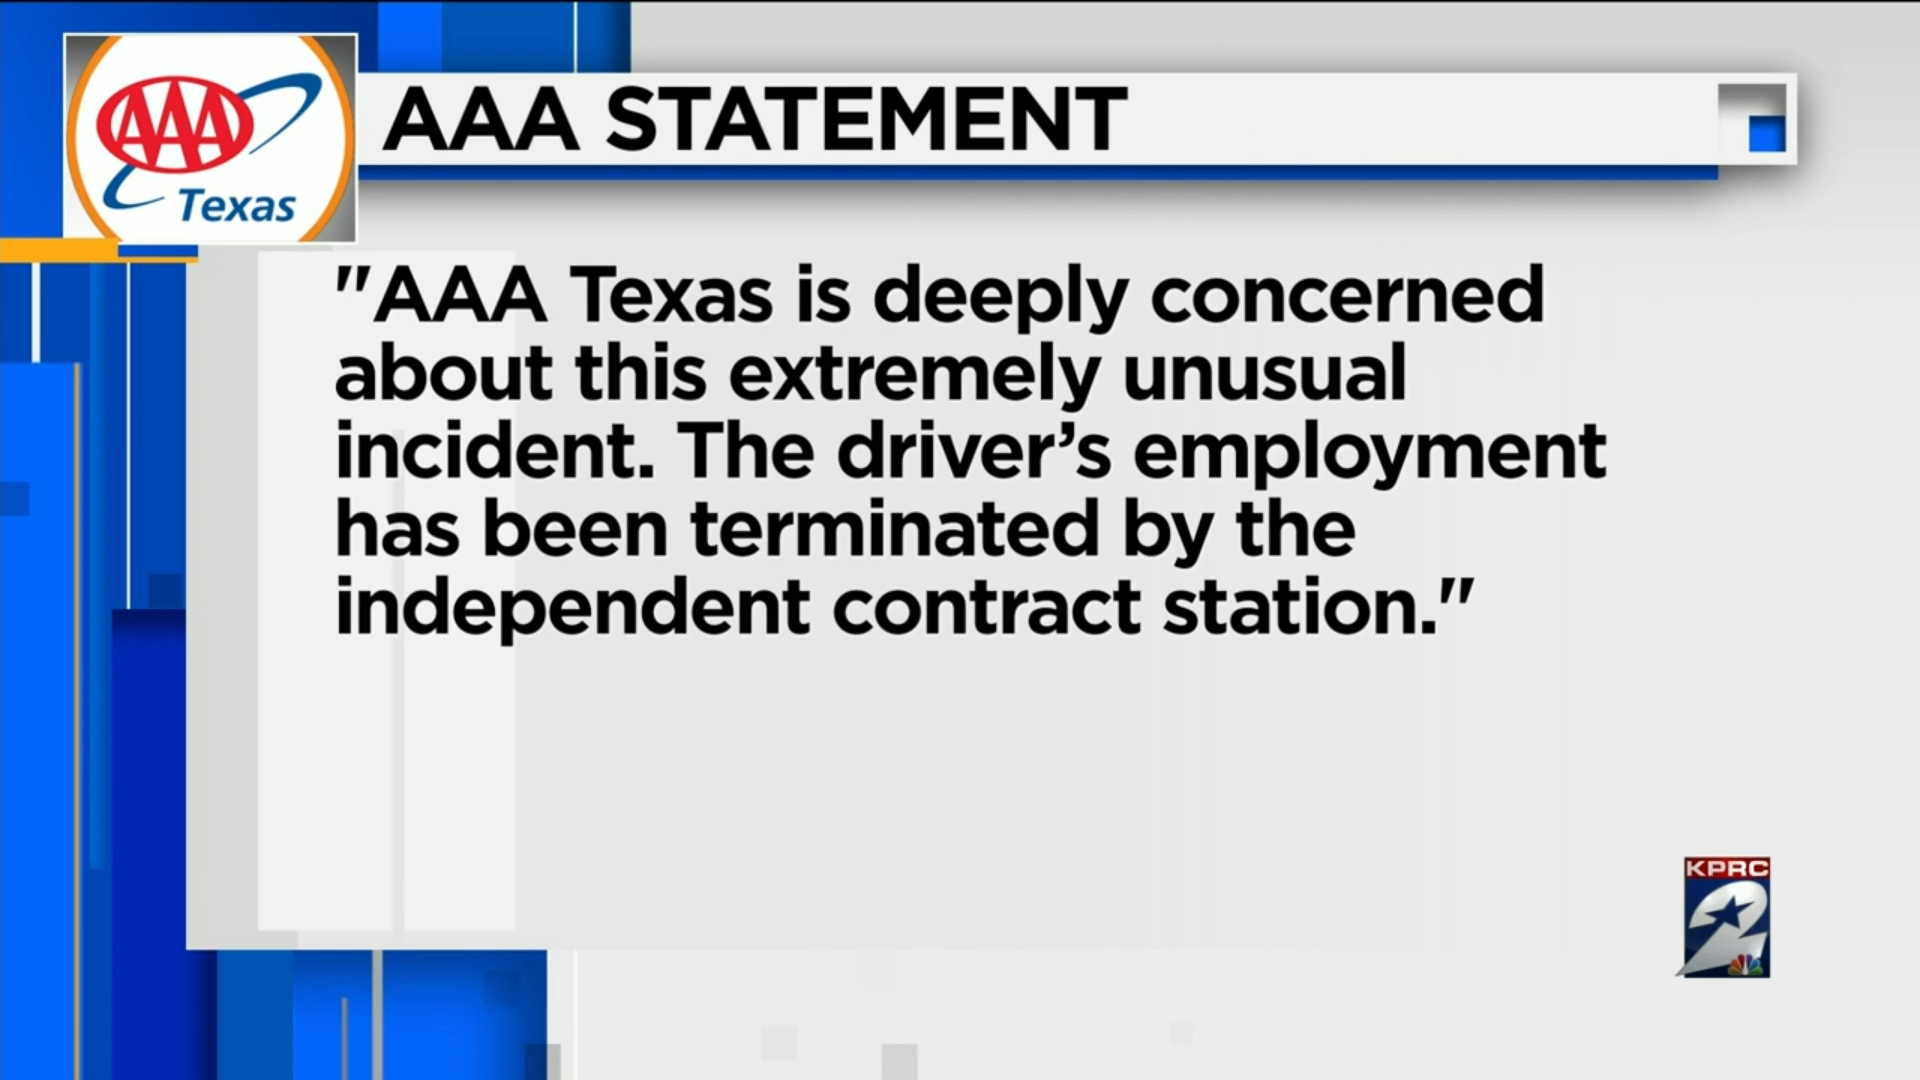 AAA
Texas
AAA STATEMENT
"AAA Texas is deeply concerned
about this extremely unusual
incident. The driver’s employment
has been terminated by the
independent contract station."
KPRC
2